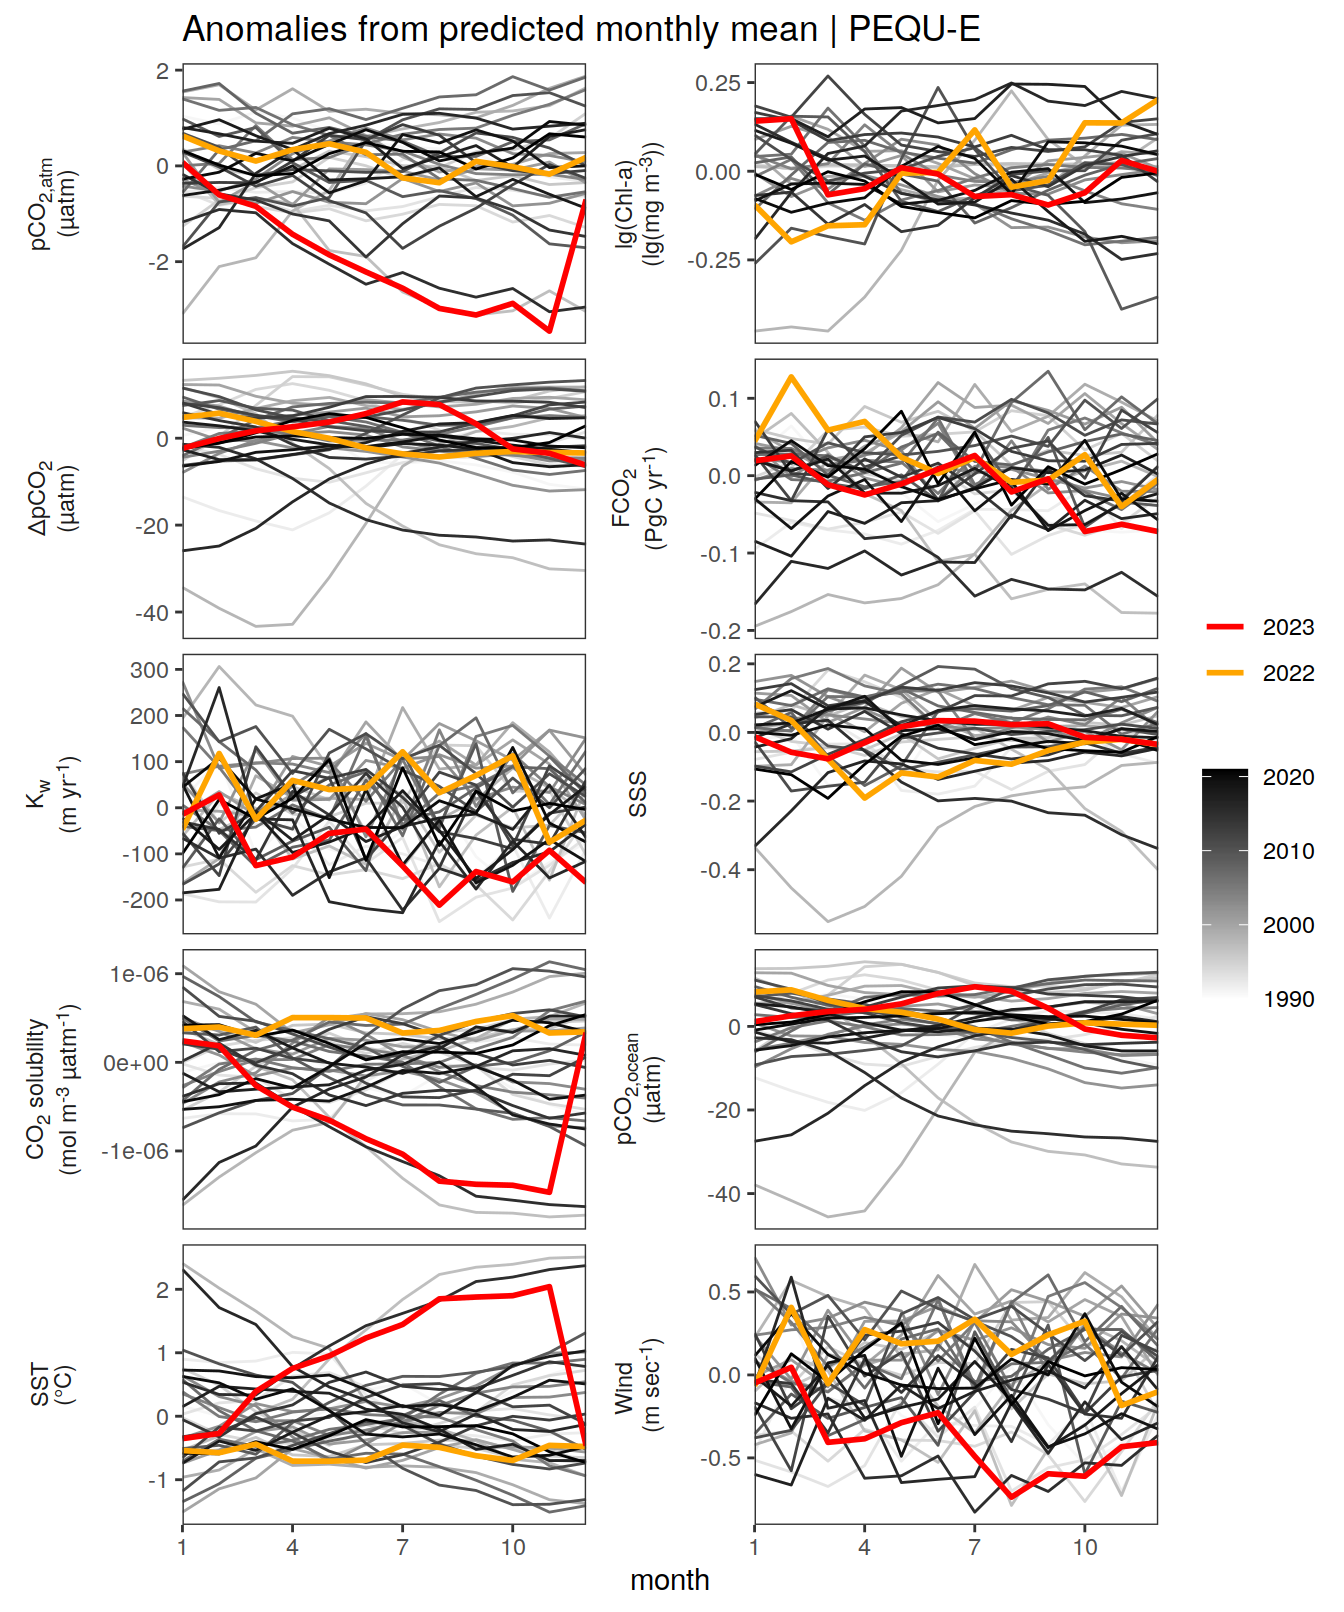 Anomalies from predicted monthly mean | PEQU-E
pCO2,atm
(µatm)
2
0
-2
lg(Chl-a)
(lg(mg m-3))
0.25
0.00
-0.25
ΔpCO2
(µatm)
0
-20
-40
FCO2
(PgC yr-1)
0.1
0.0
-0.1
-0.2
Kw
(m yr-1)
300
200
100
0
-100
-200
SSS
0.2
0.0
-0.2
-0.4
CO2 solubility
(mol m-3 µatm-1)
1e-06
0e+00
-1e-06
pCO2,ocean
(µatm)
0
-20
-40
SST
(°C)
2
1
0
-1
Wind
(m sec-1)
0.5
0.0
-0.5
1 4 7 10
1 4 7 10
month
2023
2022
2020
2010
2000
1990